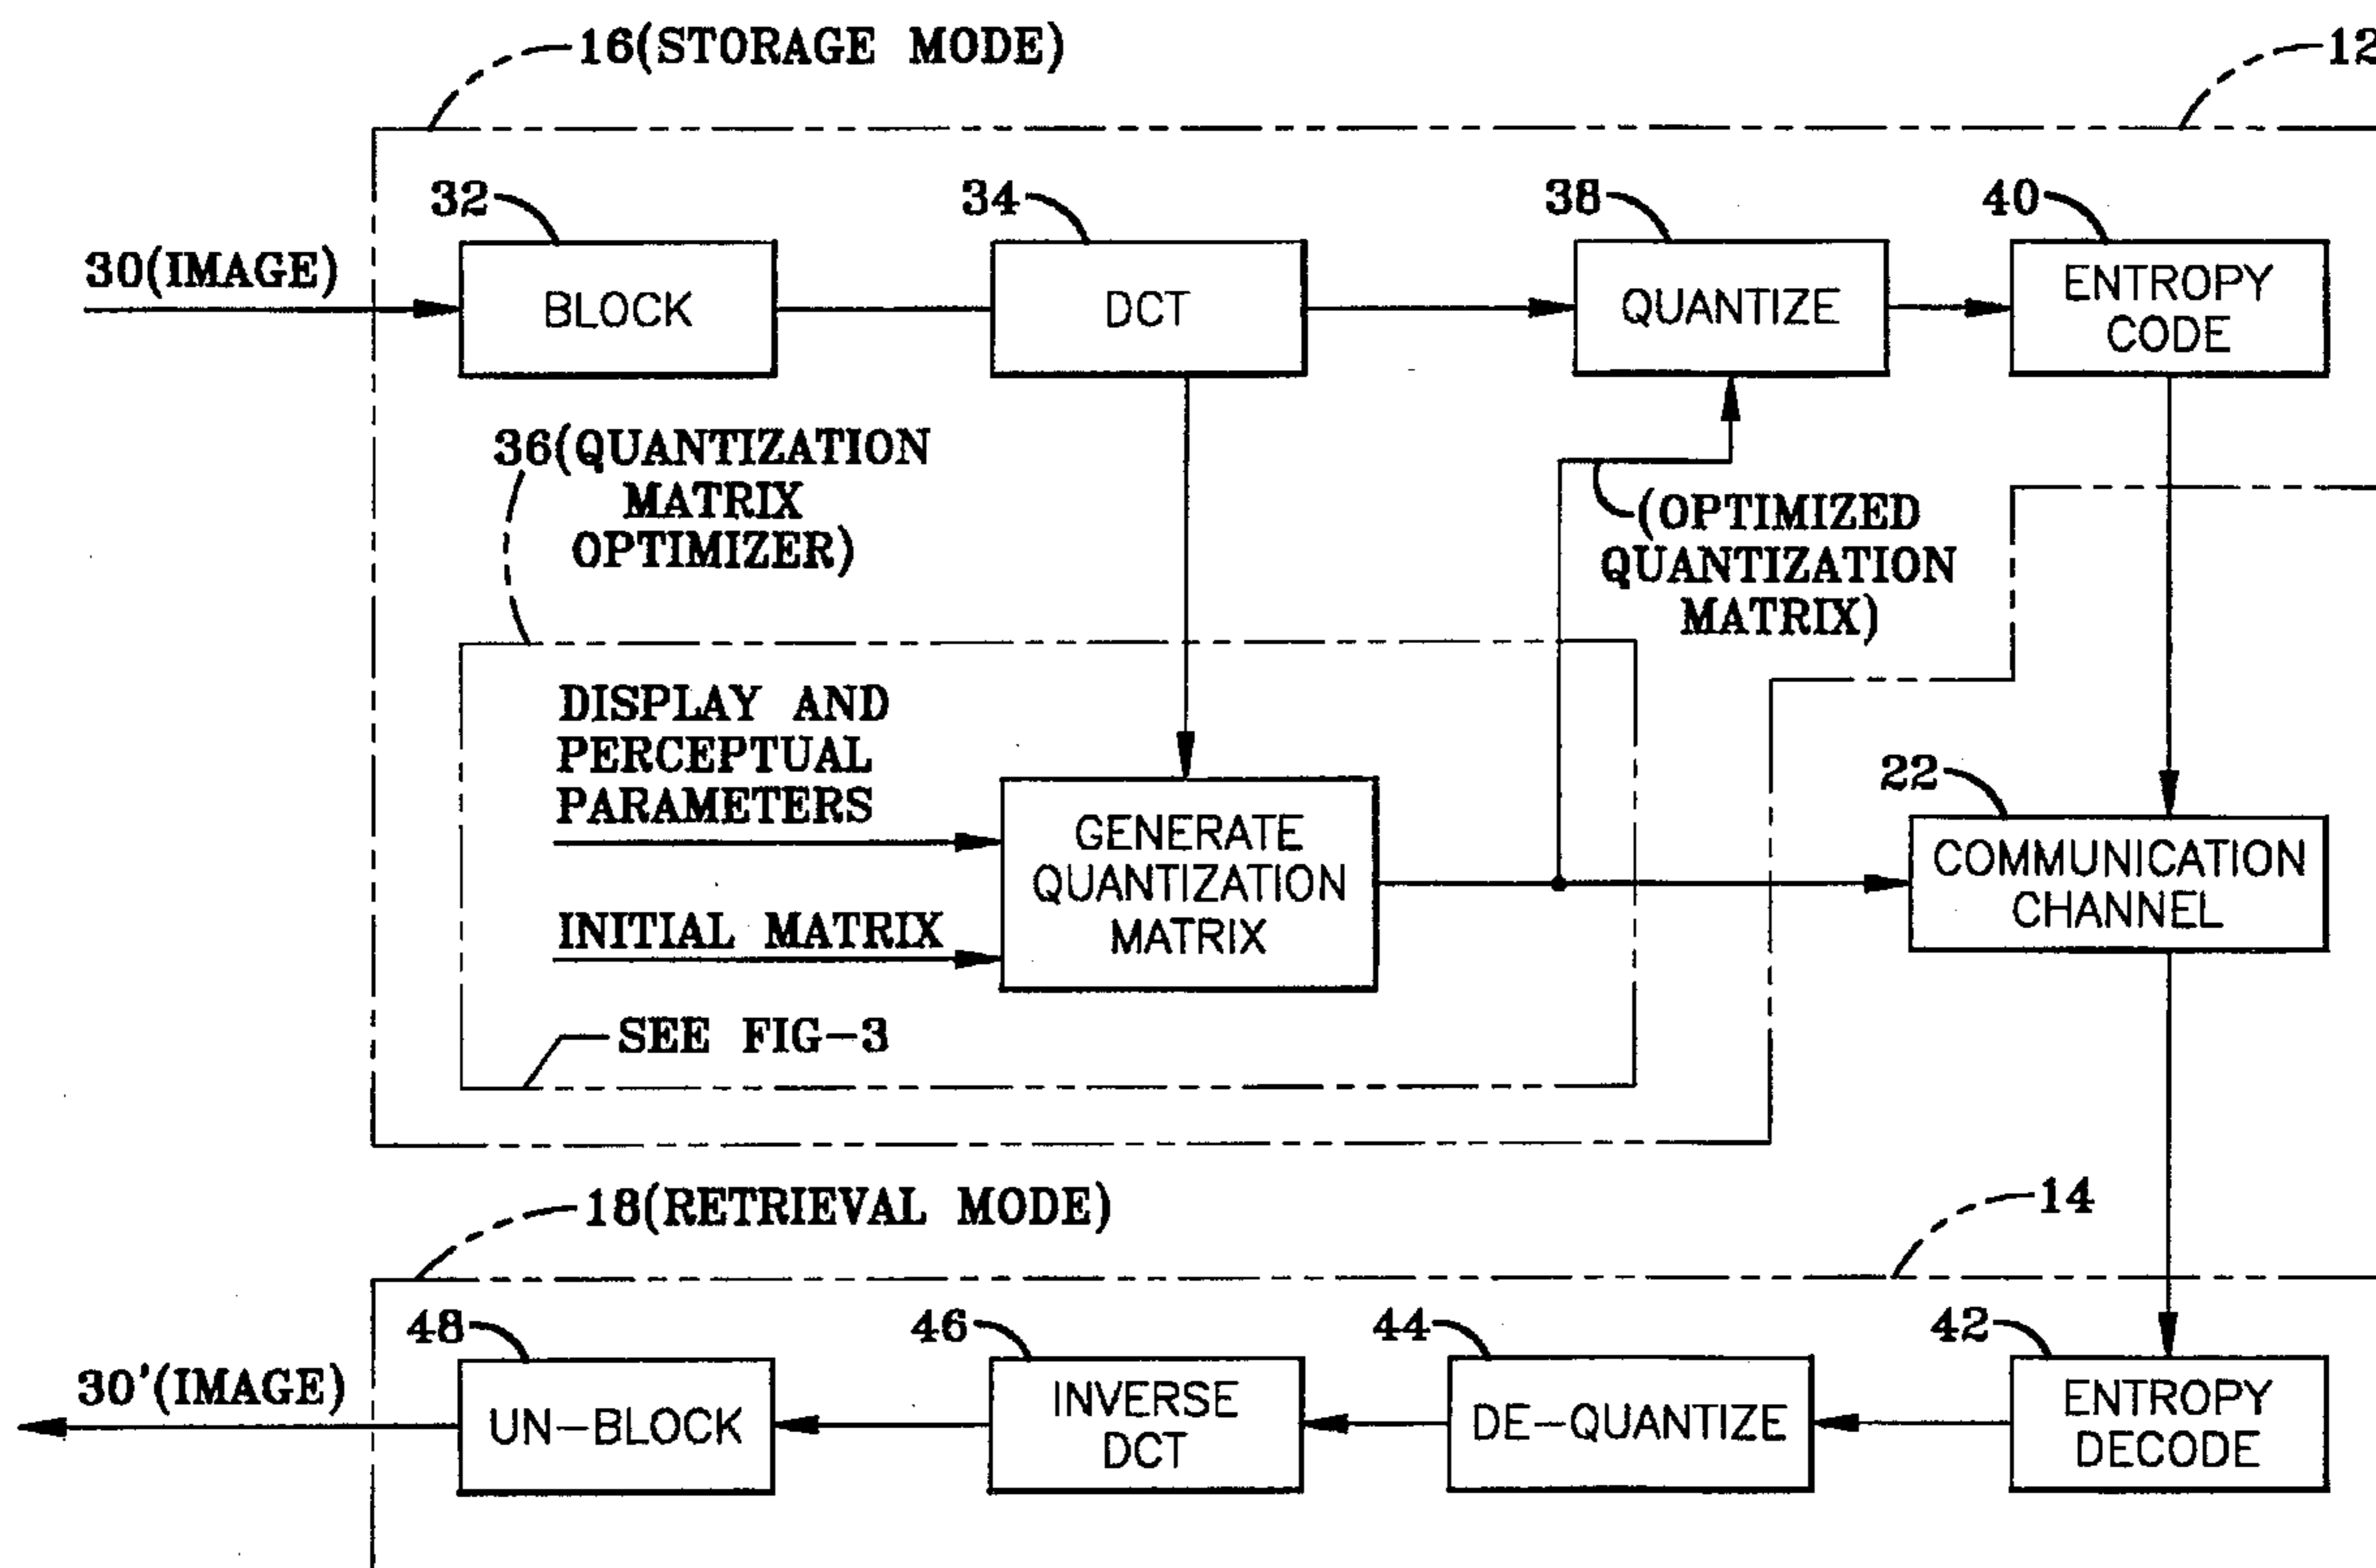 16(STORAGE MODE)
12
32
34
38
40
30(IMAGE)
BLOCK
DCT
QUANTIZE
ENTROPY
CODE
36(QUANTIZATION
MATRIX
OPTIMIZER)
(OPTIMIZED
QUANTIZATION
MATRIX)
DISPLAY AND
PERCEPTUAL
PARAMETERS
INITIAL MATRIX
GENERATE
QUANTIZATION
MATRIX
22
COMMUNICATION
CHANNEL
SEE FIG-3
18(RETRIEVAL MODE)
14
48
46
44
42
30'(IMAGE)
UN-BLOCK
INVERSE
DCT
DE-QUANTIZE
ENTROPY
DECODE